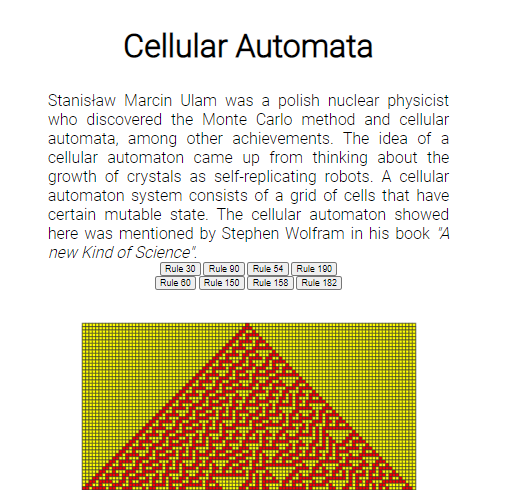 Cellular Automata
Stanisław Marcin Ulam was a polish nuclear physicist
who discovered the Monte Carlo method and cellular
automata, among other achievements. The idea of a
cellular automaton came up from thinking about the
growth of crystals as self-replicating robots. A cellular
automaton system consists of a grid of cells that have
certain mutable state. The cellular automaton showed
here was mentioned by Stephen Wolfram in his book "A
new Kind of Science".
Rule 30 Rule 90 Rule 54 Rule 190
Rule 60 Rule 150 Rule 158 Rule 182